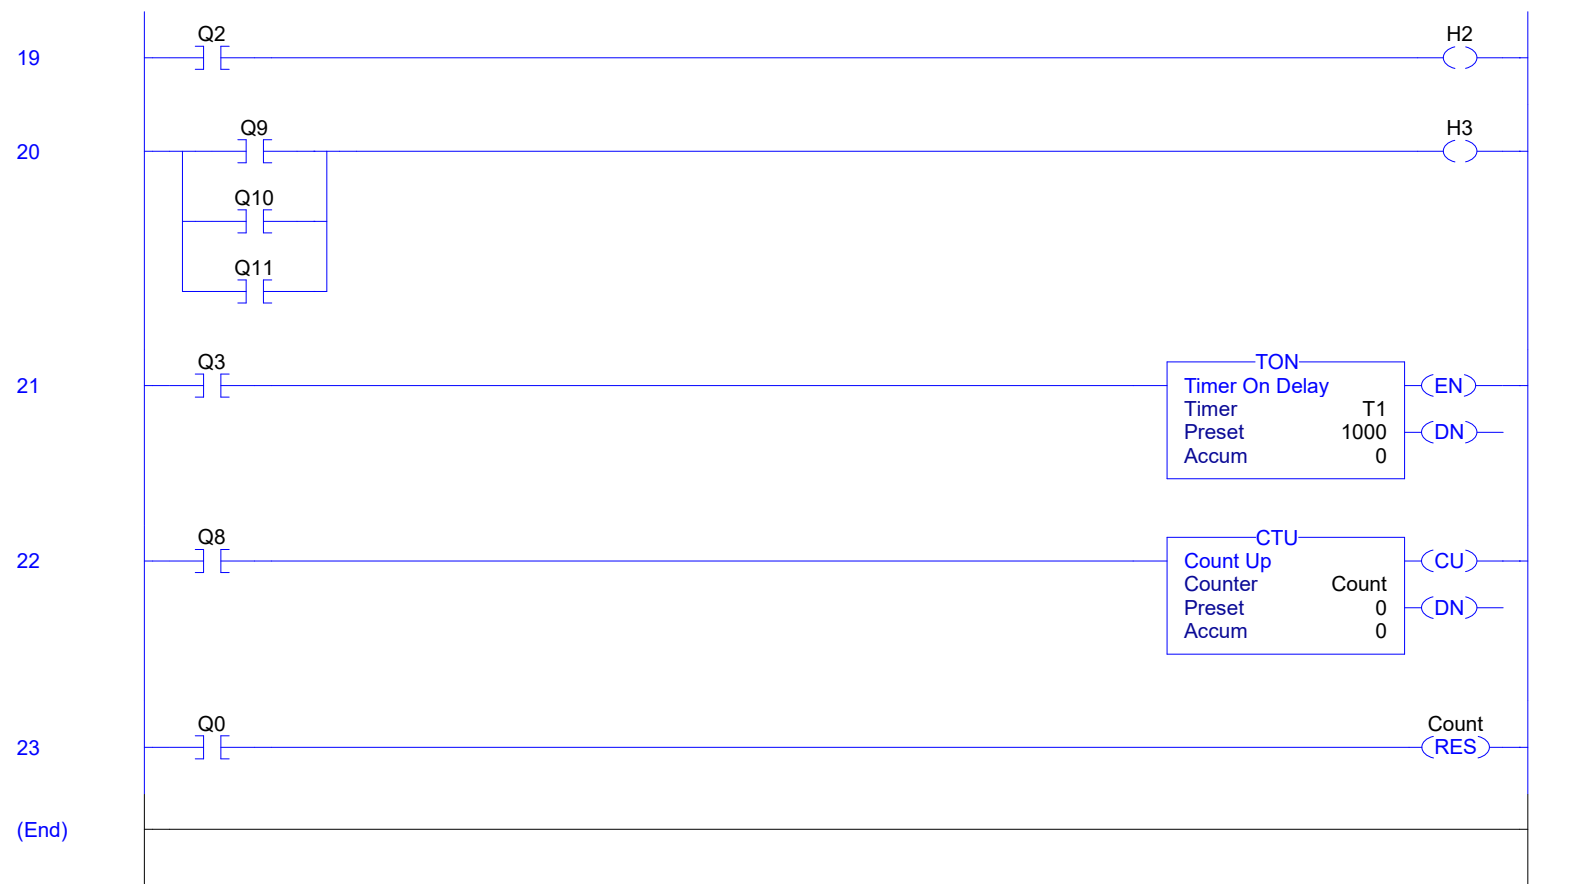 Q2 H2
19
Q9 H3
20
Q10
Q11
Q3 TON
21 Timer On Delay EN
Timer T1
Preset 1000 DN
Accum 0
Q8 CTU
22 Count Up CU
Counter Count
Preset 0 DN
Accum 0
Q0 Count
23 RES
(End)